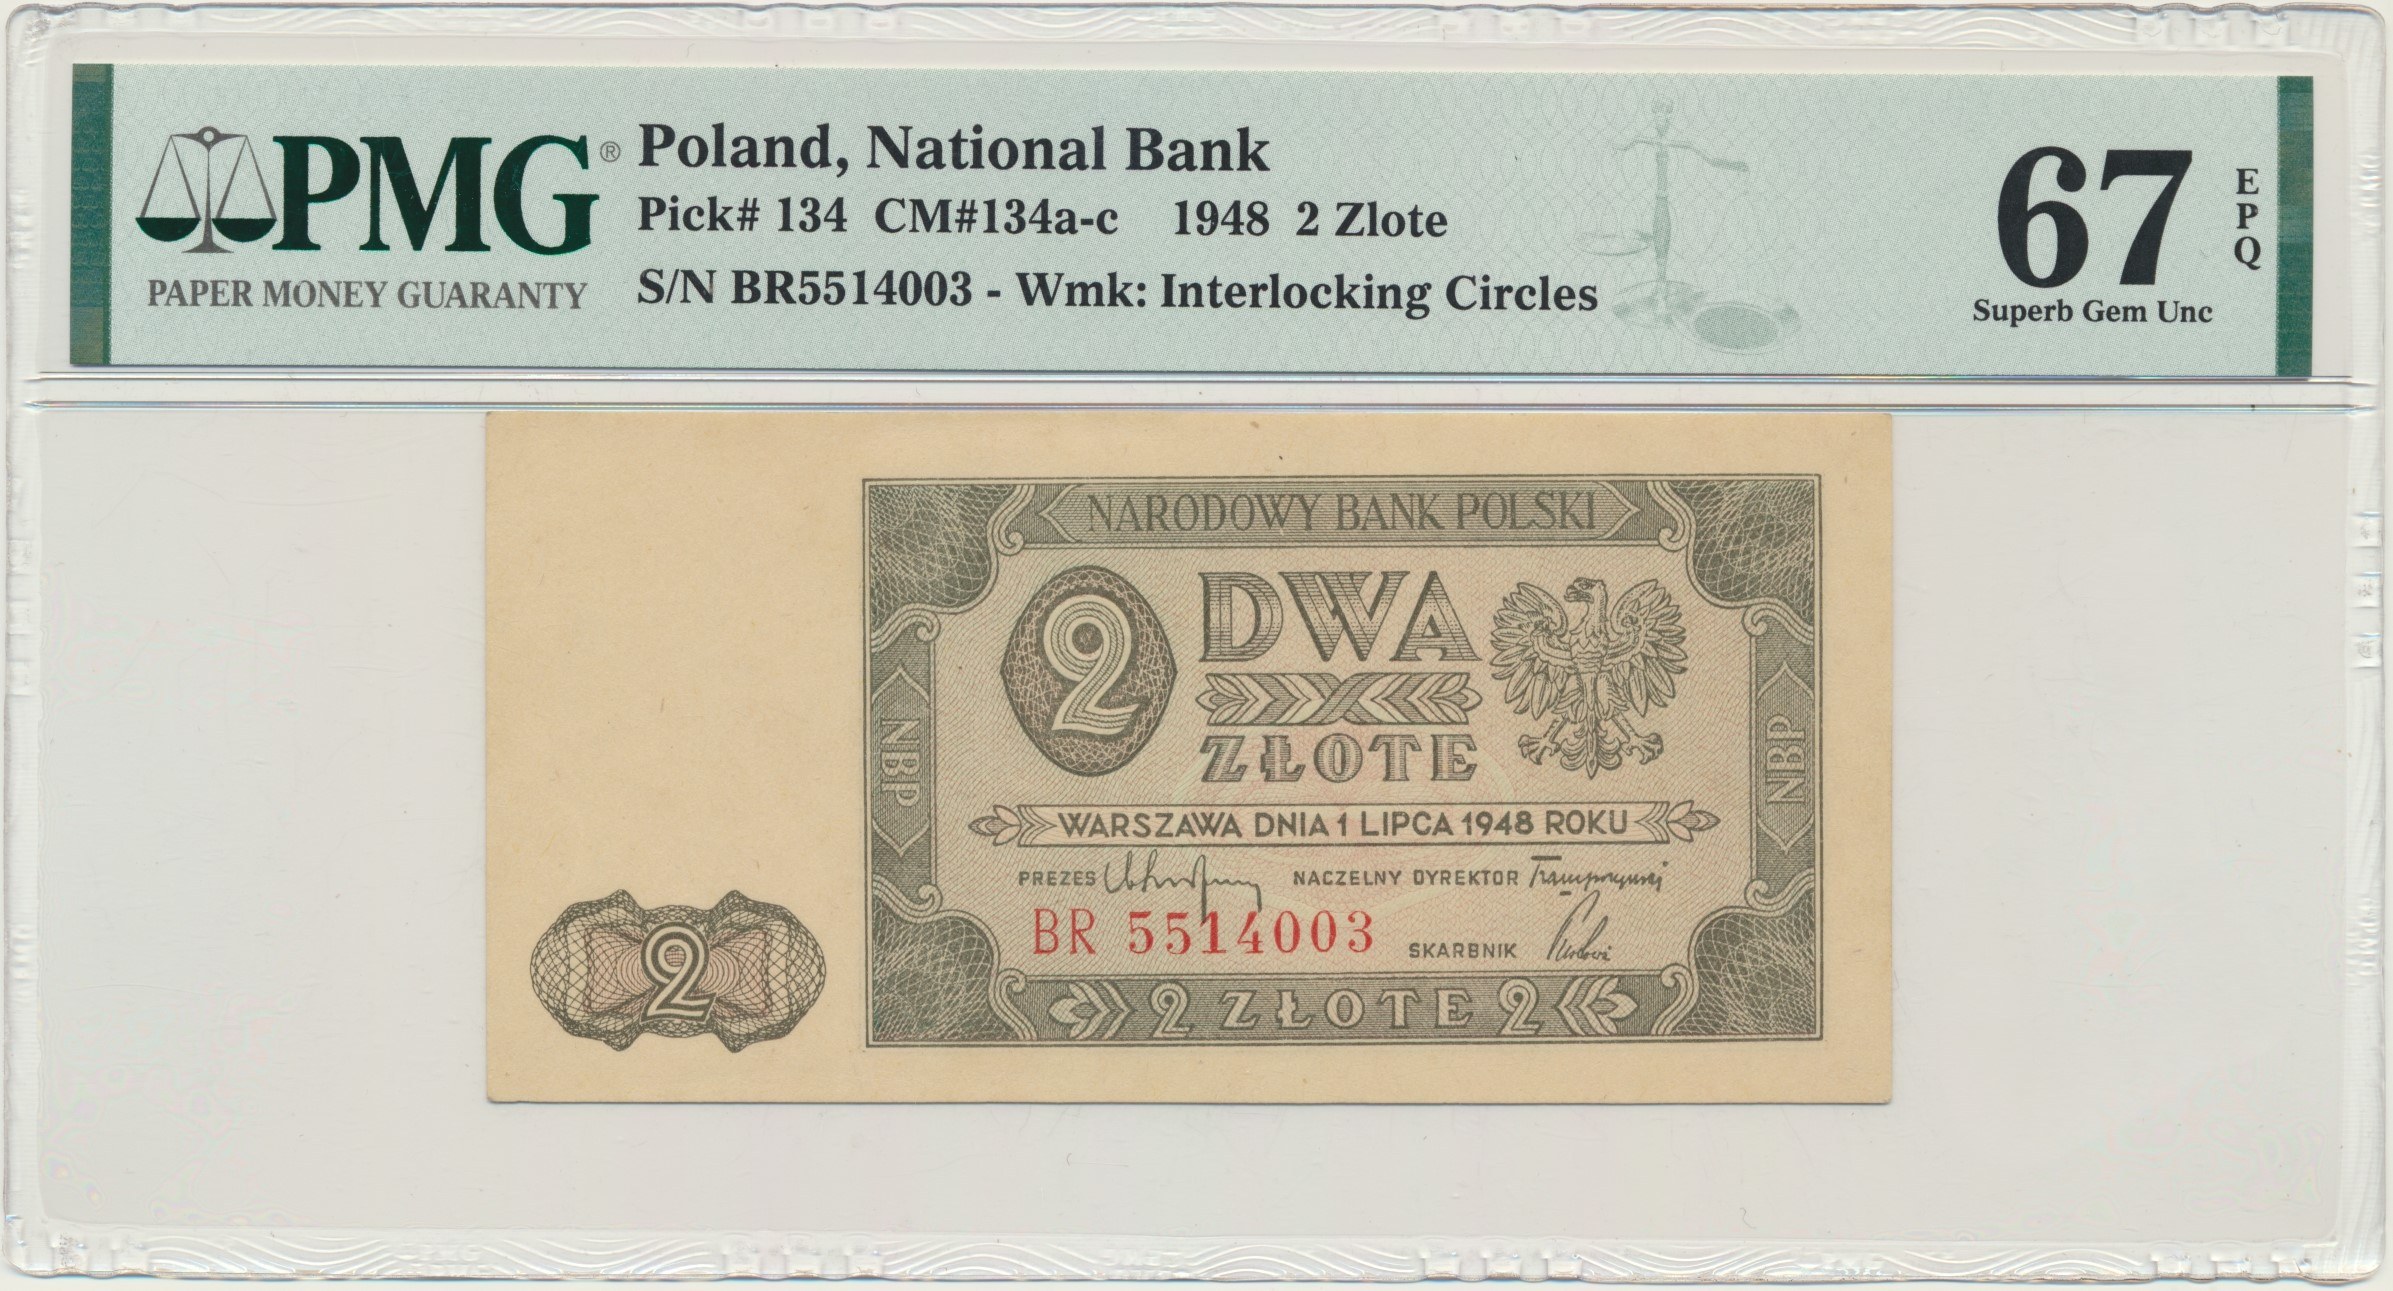 PMG®
PAPER MONEY GUARANTY
Poland, National Bank
Pick# 134 CM#134a-c 1948 2 Zlote
S/N BR5514003 - Wmk: Interlocking Circles
67
EPQ
Superb Gem Unc
NARODOWY BANK POLSKI
2
DWA
ZŁOTE
NBP
NBP
WARSZAWA DNIA 1 LIPCA 1948 ROKU
PREZES NACZELNY DYREKTOR
BR 5514003
SKARBNIK
2
2 ZŁOTE 2